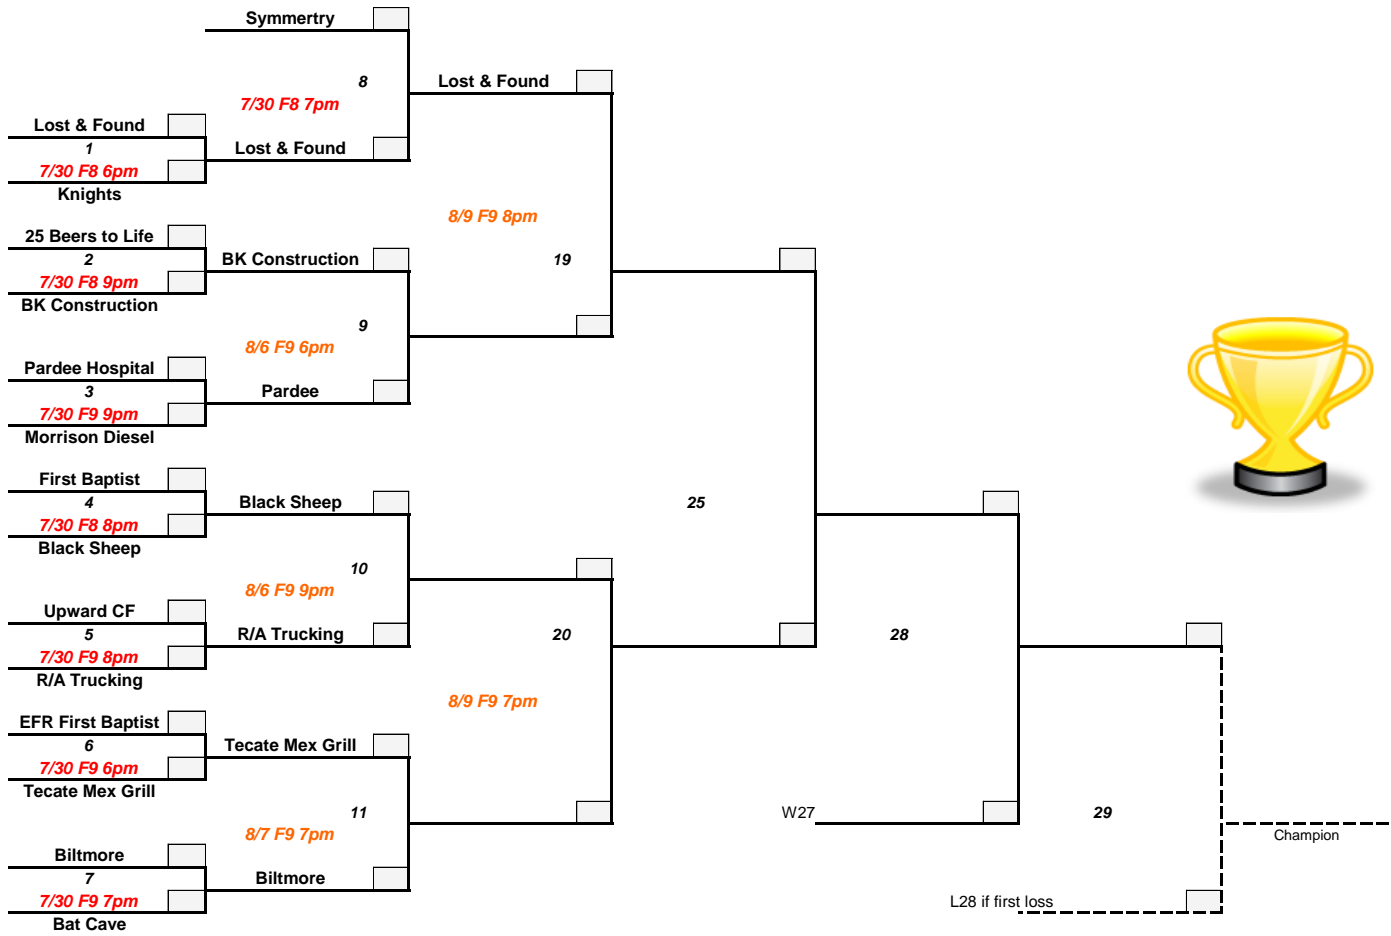 Symmetry
8
7/30 F8 7pm
Lost & Found
Lost & Found
1
7/30 F8 6pm
Knights
Lost & Found
8/9 F9 8pm
19
25 Beers to Life
2
7/30 F8 9pm
BK Construction
BK Construction
9
8/6 F9 6pm
Pardee Hospital
3
7/30 F9 9pm
Morrison Diesel
Pardee
First Baptist
4
7/30 F8 8pm
Black Sheep
Black Sheep
10
8/6 F9 9pm
25
Upward CF
5
7/30 F9 8pm
R/A Trucking
R/A Trucking
20
8/9 F9 7pm
28
EFR First Baptist
6
7/30 F9 6pm
Tecate Mex Grill
Tecate Mex Grill
11
8/7 F9 7pm
W27
29
Champion
Biltmore
7
7/30 F9 7pm
Bat Cave
Biltmore
L28 if first loss